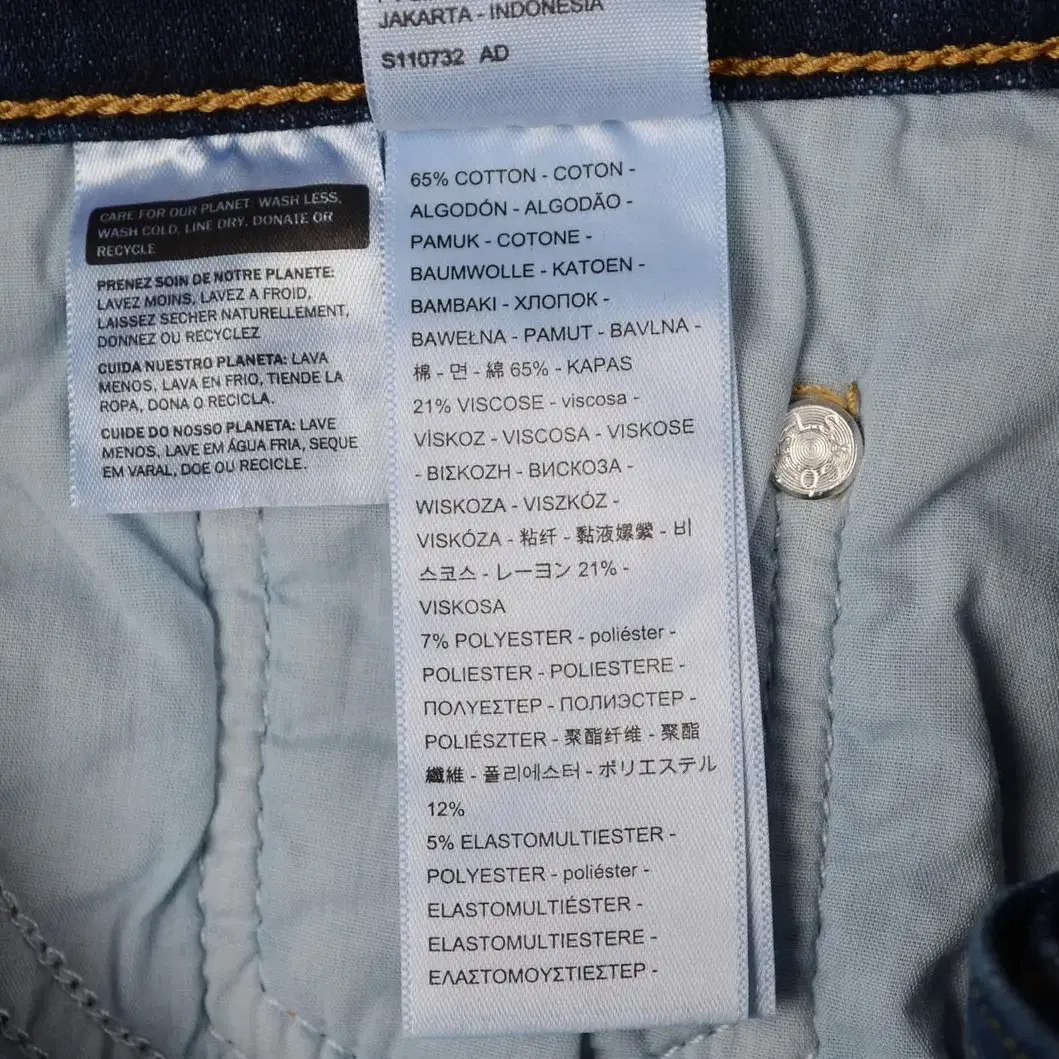 JAKARTA - INDONESIA
S110732 AD
CARE FOR OUR PLANET: WASH LESS,
WASH COLD, LINE DRY, DONATE OR
RECYCLE
PRENEZ SOIN DE NOTRE PLANETE:
LAVEZ MOINS, LAVEZ A FROID,
LAISSEZ SECHER NATURELLEMENT,
DONNEZ OU RECYCLEZ
CUIDA NUESTRO PLANETA: LAVA
MENOS, LAVA EN FRIO, TIENDE LA
ROPA, DONA O RECICLA.
CUIDE DO NOSSO PLANETA: LAVE
MENOS, LAVE EM ÁGUA FRIA, SEQUE
EM VARAL, DOE OU RECICLE.
65% COTTON - COTON -
ALGODÓN - ALGODÃO -
PAMUK - COTONE -
BAUMWOLLE - KATOEN -
BAMBAKI - ХЛОПОК -
BAWEŁNA - PAMUT - BAVLNA -
棉 - 면 - 綿 65% - KAPAS
21% VISCOSE - viscosa -
VİSKOZ - VISCOSA - VISKOSE
- ΒΙΣΚΟΖΗ - ВИСКОЗА -
WISKOZA - VISZKÓZ -
VISKÓZA - 粘纤 - 黏液嫘縈 - 비
스코스 - レーヨン 21% -
VISKOSA
7% POLYESTER - poliéster -
POLIESTER - POLIESTERE -
ΠΟΛΥΕΣΤΕΡ - ПОЛИЭСТЕР -
POLIÉSZTER - 聚酯纤维 - 聚酯
纖維 - 폴리에스터 - ポリエステル
12%
5% ELASTOMULTIESTER -
POLYESTER - poliéster -
ELASTOMULTIÉSTER -
ELASTOMULTIESTERE -
ΕΛΑΣΤΟΜΟΥΣΤΙΕΣΤΕΡ -